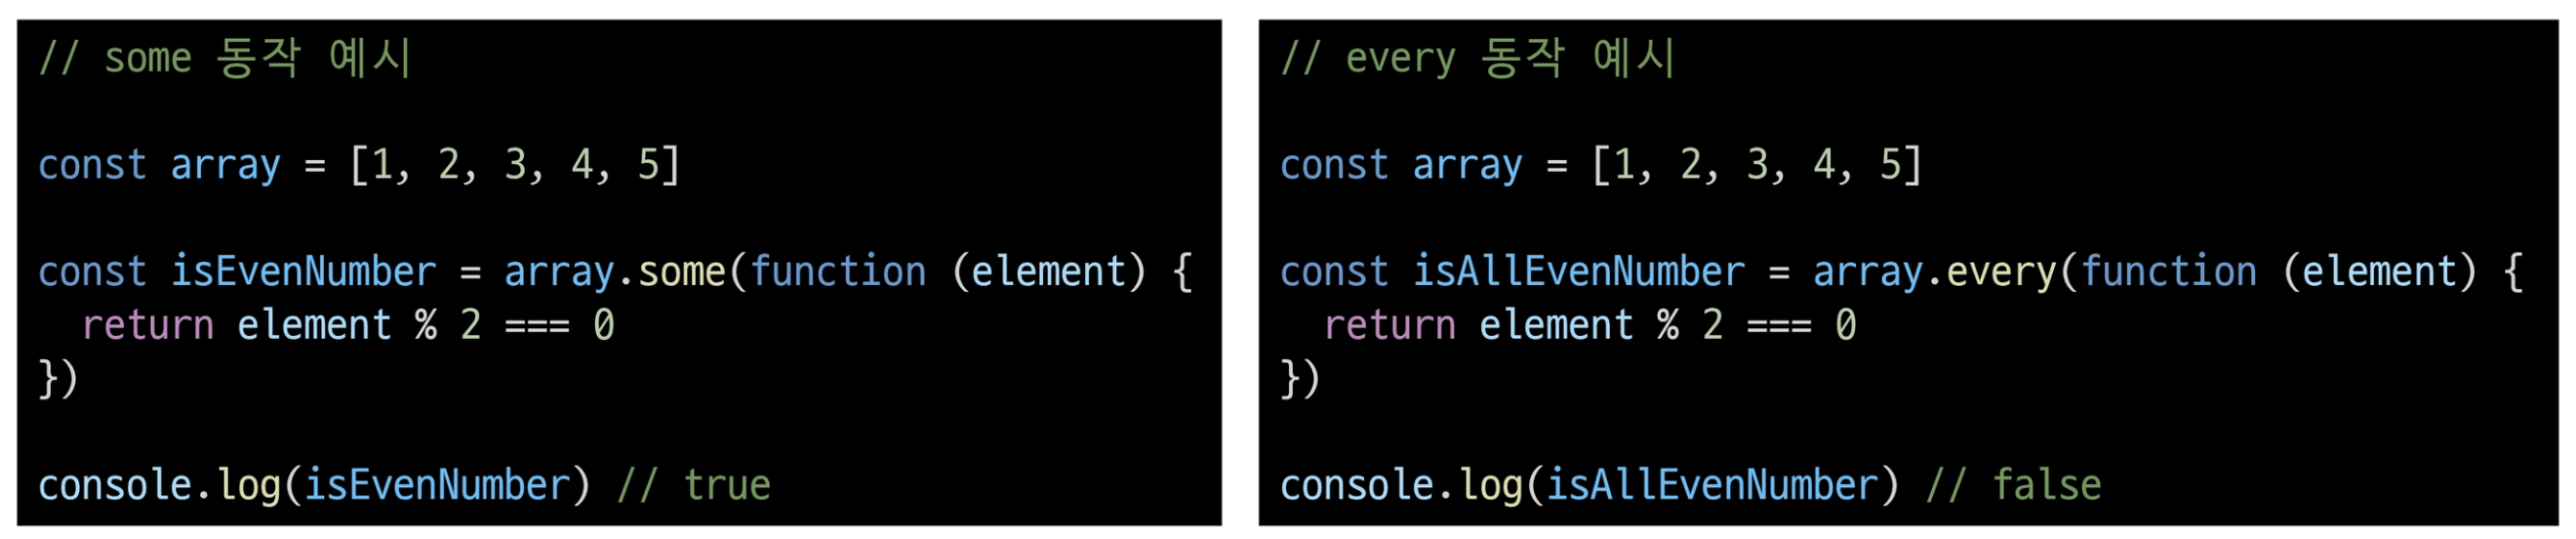 // some 동작 예시
const array = [1, 2, 3, 4, 5]
const isEvenNumber = array.some(function (element) {
  return element % 2 === 0
})
console.log(isEvenNumber) // true
// every 동작 예시
const array = [1, 2, 3, 4, 5]
const isAllEvenNumber = array.every(function (element) {
  return element % 2 === 0
})
console.log(isAllEvenNumber) // false